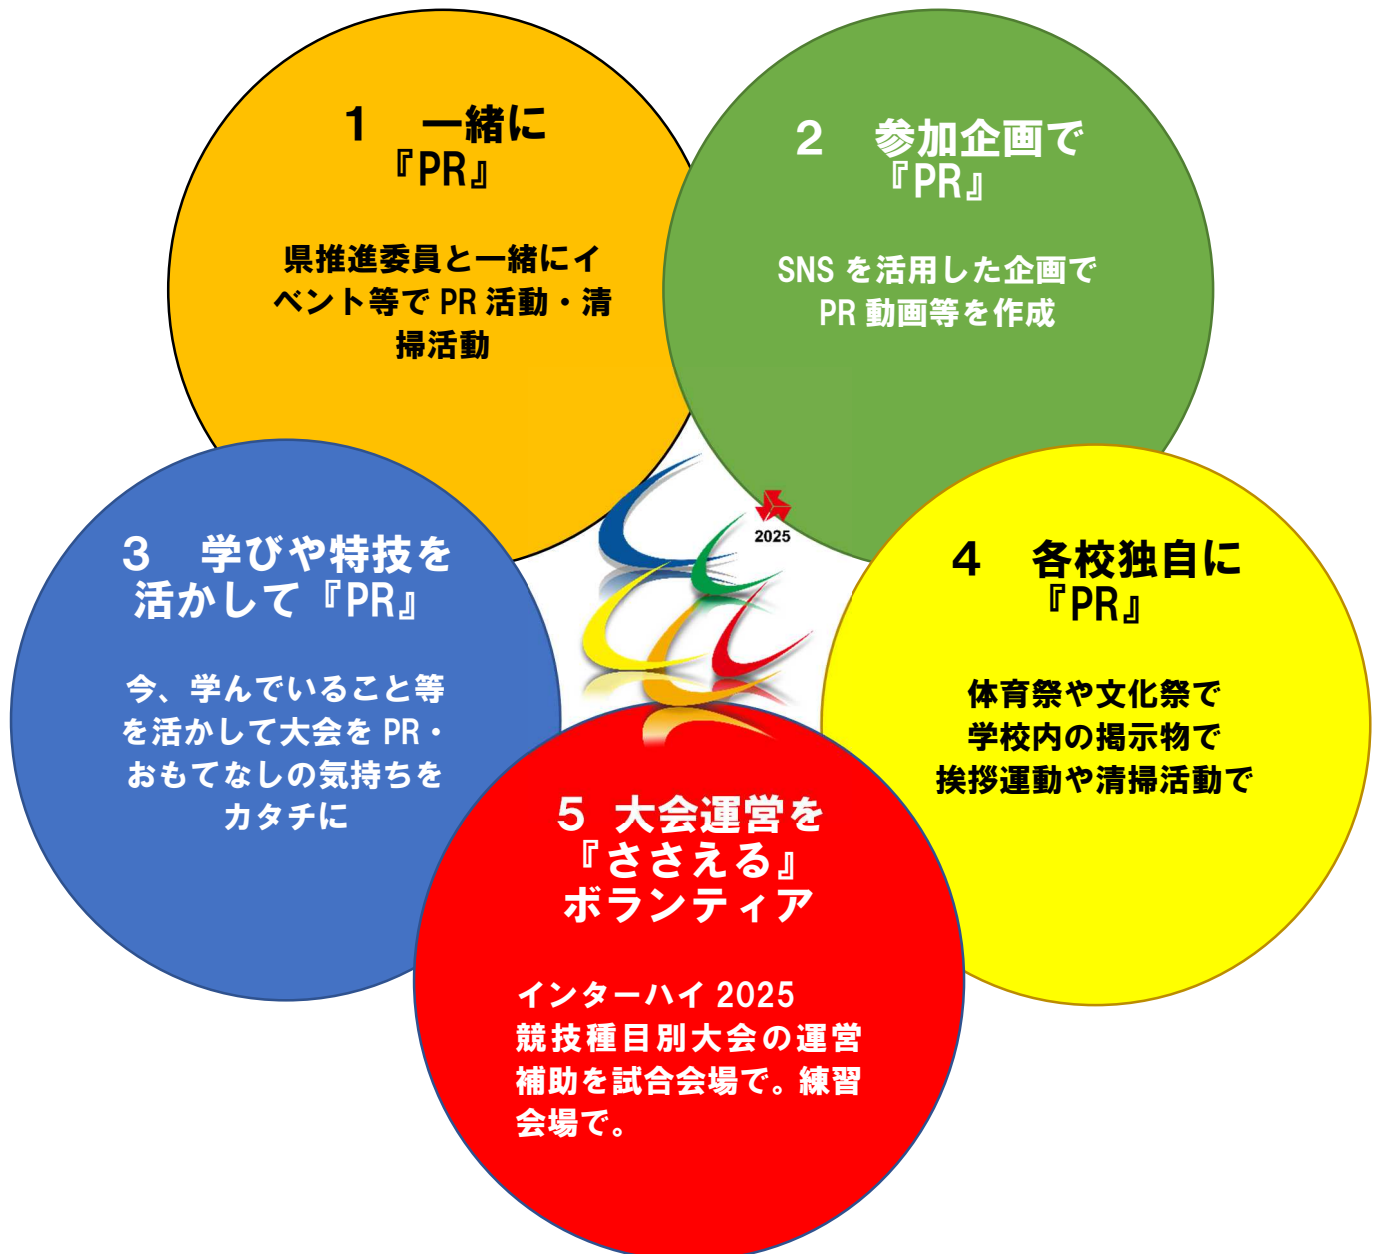 1 一緒に
『PR』
県推進委員と一緒にイ
ベント等で PR 活動・清
掃活動
2 参加企画で
『PR』
SNS を活用した企画で
PR 動画等を作成
2025
3 学びや特技を
活かして『PR』
今、学んでいること等
を活かして大会を PR・
おもてなしの気持ちを
カタチに
4 各校独自に
『PR』
体育祭や文化祭で
学校内の掲示物で
挨拶運動や清掃活動で
5 大会運営を
『ささえる』
ボランティア
インターハイ 2025
競技種目別大会の運営
補助を試合会場で。練習
会場で。